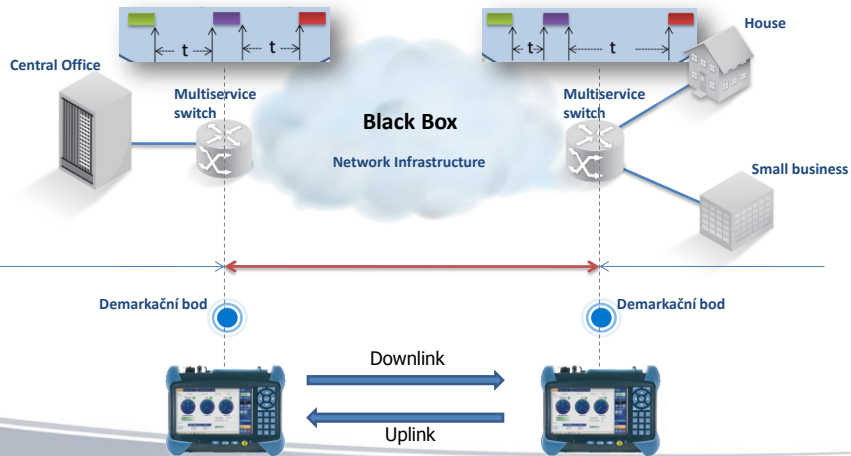 t
t
t
t
House
Central Office
Multiservice
switch
Multiservice
switch
Black Box
Network Infrastructure
Small business
Demarkační bod
Demarkační bod
Downlink
Uplink